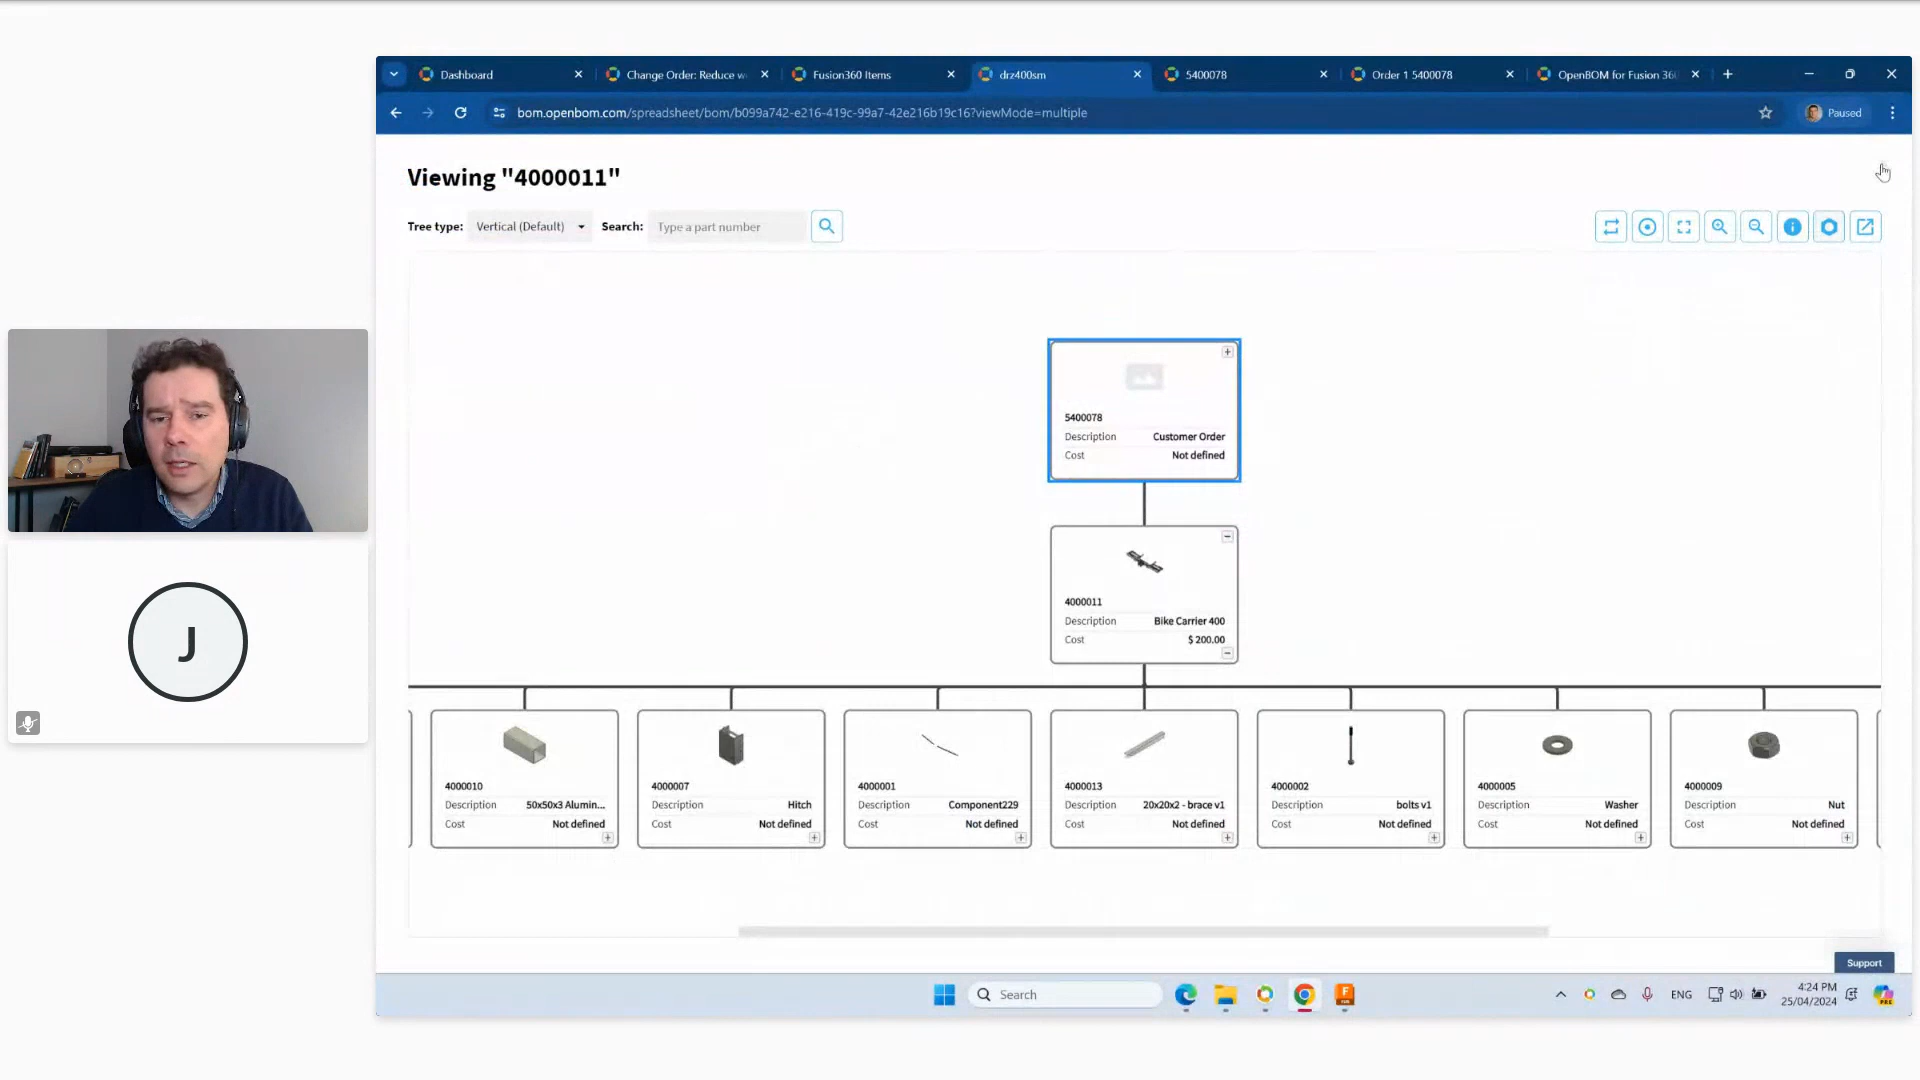 Dashboard
Change Order: Reduce w
Fusion360 Items
drz400sm
5400078
Order 1 5400078
OpenBOM for Fusion 36
bom.openbom.com/spreadsheet/bom/b099a742-e216-419c-99a7-42e216b19c16?viewMode=multiple
Paused
Viewing "4000011"
Tree type:
Vertical (Default)
Search:
Type a part number
5400078
Description Customer Order
Cost Not defined
4000011
Description Bike Carrier 400
Cost $ 200.00
4000010
Description 50x50x3 Alumin...
Cost Not defined
4000007
Description Hitch
Cost Not defined
4000001
Description Component229
Cost Not defined
4000013
Description 20x20x2 - brace v1
Cost Not defined
4000002
Description bolts v1
Cost Not defined
4000005
Description Washer
Cost Not defined
4000009
Description Nut
Cost Not defined
J
Support
Search
ENG
4:24 PM
25/04/2024